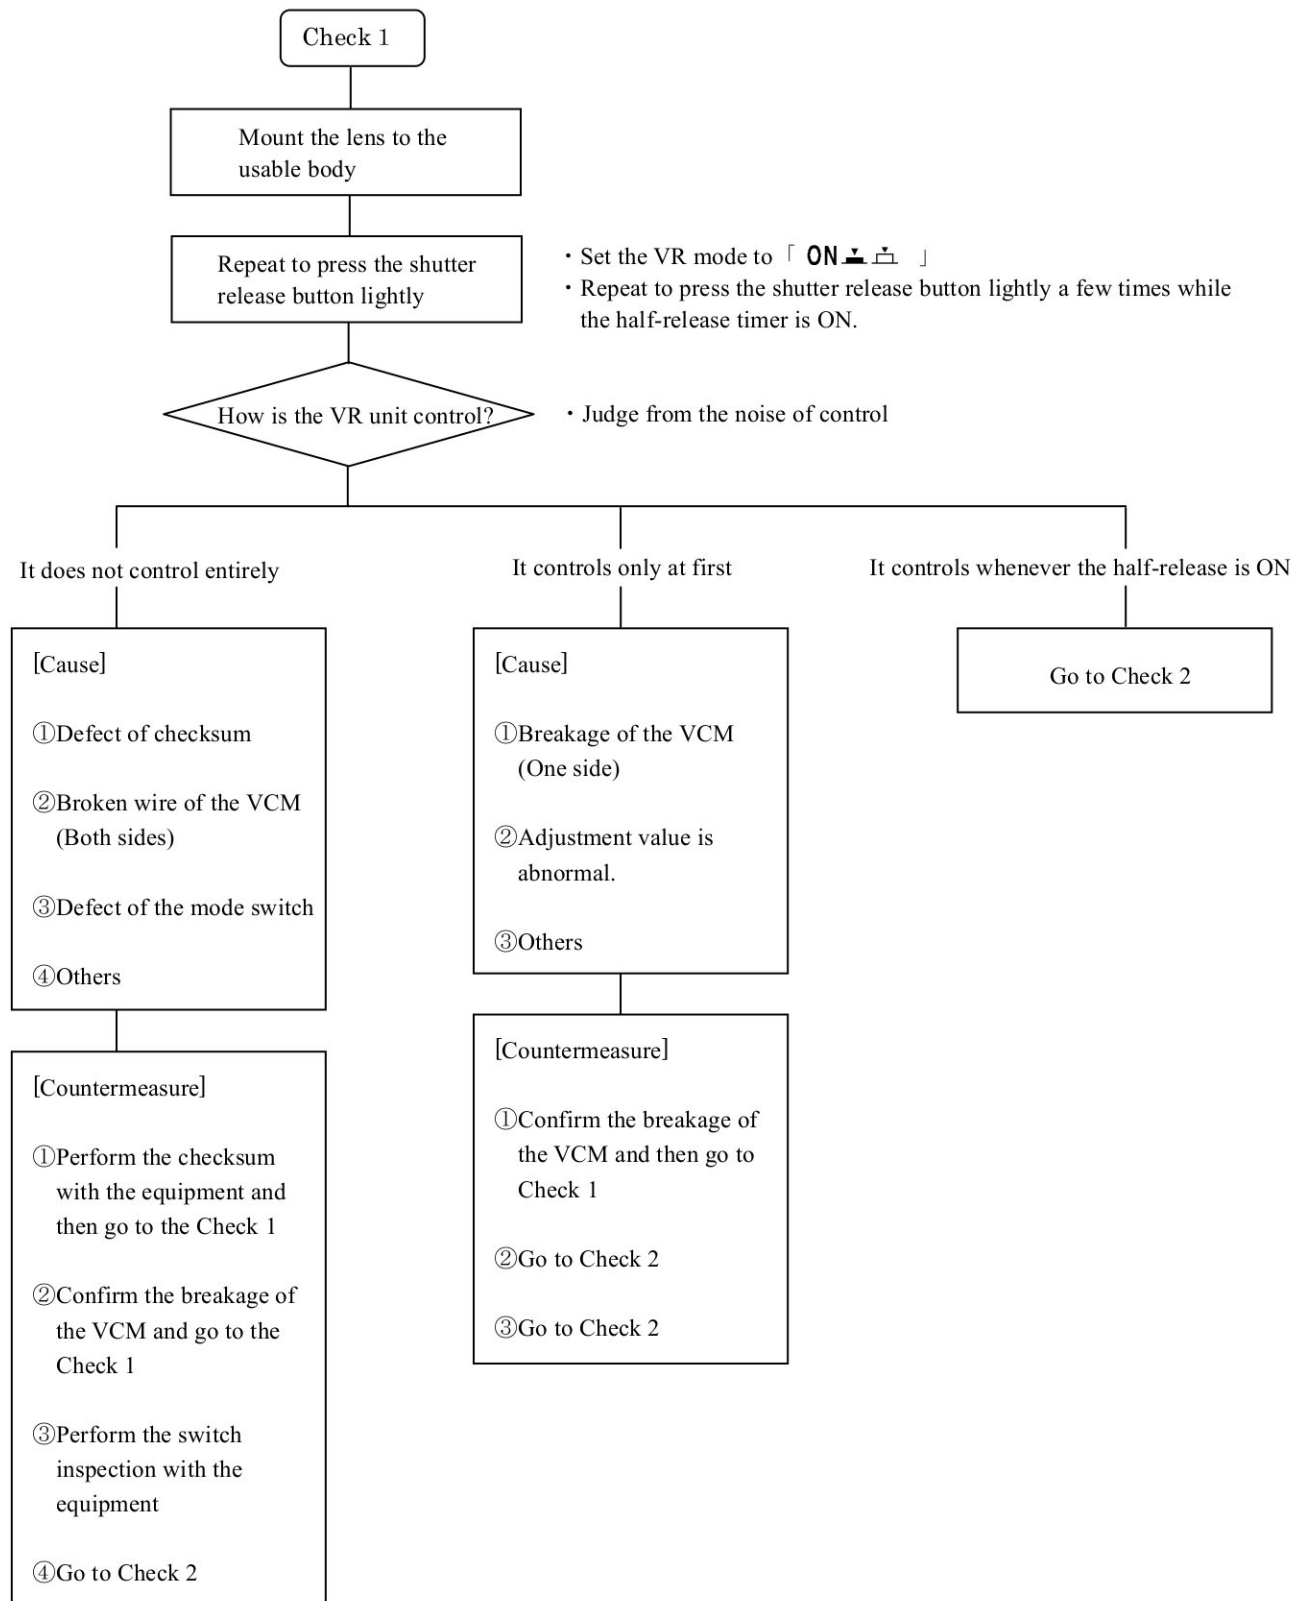 Check 1
Mount the lens to the
usable body
Repeat to press the shutter
release button lightly
・Set the VR mode to「 ON 」
・Repeat to press the shutter release button lightly a few times while
the half-release timer is ON.
How is the VR unit control?
・Judge from the noise of control
It does not control entirely
[Cause]
①Defect of checksum
②Broken wire of the VCM
(Both sides)
③Defect of the mode switch
④Others
[Countermeasure]
①Perform the checksum
with the equipment and
then go to the Check 1
②Confirm the breakage of
the VCM and go to the
Check 1
③Perform the switch
inspection with the
equipment
④Go to Check 2
It controls only at first
[Cause]
①Breakage of the VCM
(One side)
②Adjustment value is
abnormal.
③Others
[Countermeasure]
①Confirm the breakage of
the VCM and then go to
Check 1
②Go to Check 2
③Go to Check 2
It controls whenever the half-release is ON
Go to Check 2